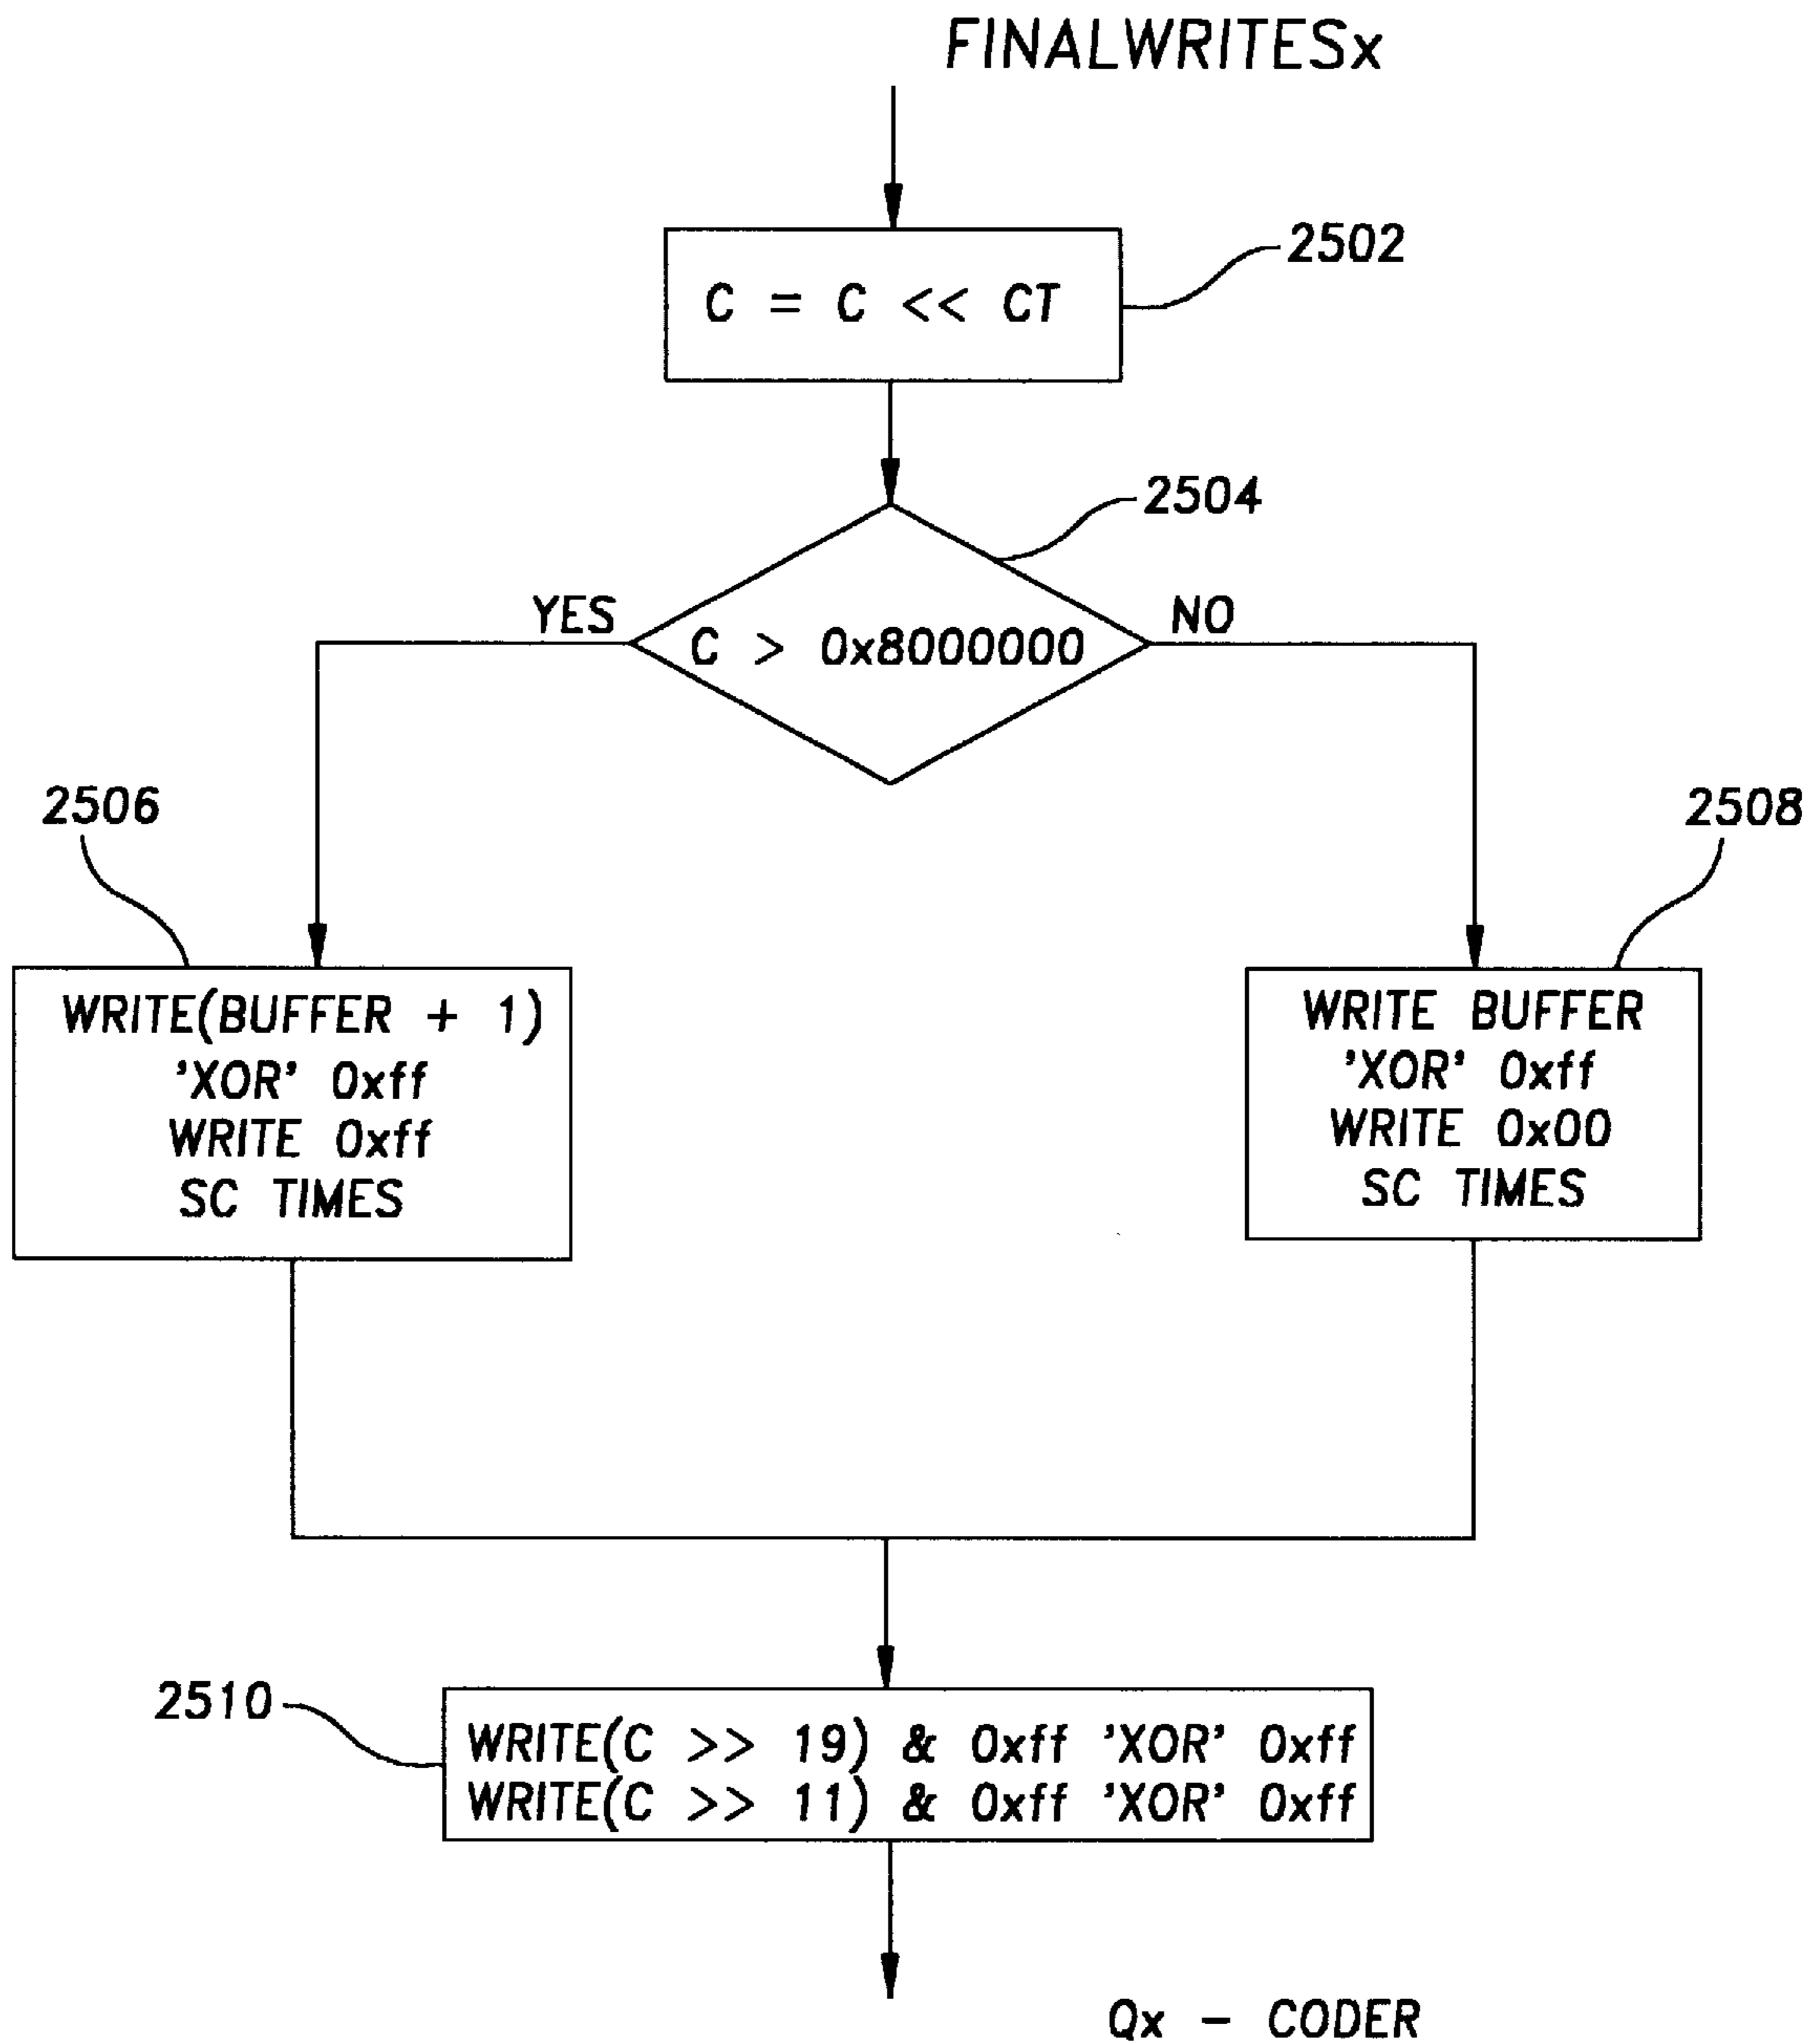 FINALWRITESx
2502
C = C << CT
2504
YES
NO
C > 0x8000000
2506
2508
WRITE(BUFFER + 1)
'XOR' 0xff
WRITE 0xff
SC TIMES
WRITE BUFFER
'XOR' 0xff
WRITE 0x00
SC TIMES
2510
WRITE(C >> 19) & 0xff 'XOR' 0xff
WRITE(C >> 11) & 0xff 'XOR' 0xff
Qx - CODER